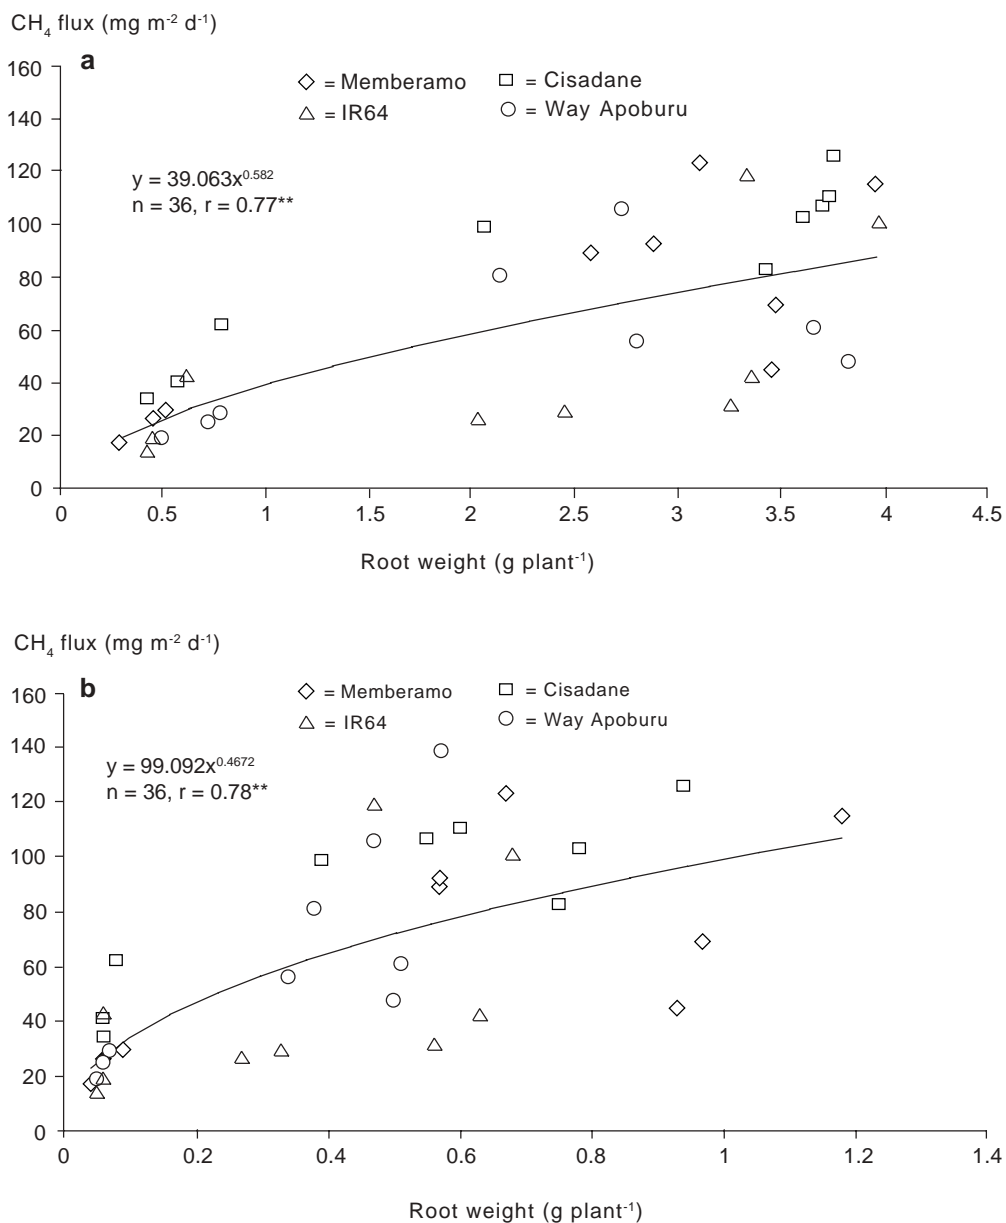 CH₄ flux (mg m⁻² d⁻¹)
a
160
140
120
100
80
60
40
20
0
◇ = Memberamo □ = Cisadane
△ = IR64 ○ = Way Apoburu
y = 39.063x⁰·⁵⁸²
n = 36, r = 0.77**
0 0.5 1 1.5 2 2.5 3 3.5 4 4.5
Root weight (g plant⁻¹)
CH₄ flux (mg m⁻² d⁻¹)
b
160
140
120
100
80
60
40
20
0
◇ = Memberamo □ = Cisadane
△ = IR64 ○ = Way Apoburu
y = 99.092x⁰·⁴⁶⁷²
n = 36, r = 0.78**
0 0.2 0.4 0.6 0.8 1 1.2 1.4
Root weight (g plant⁻¹)